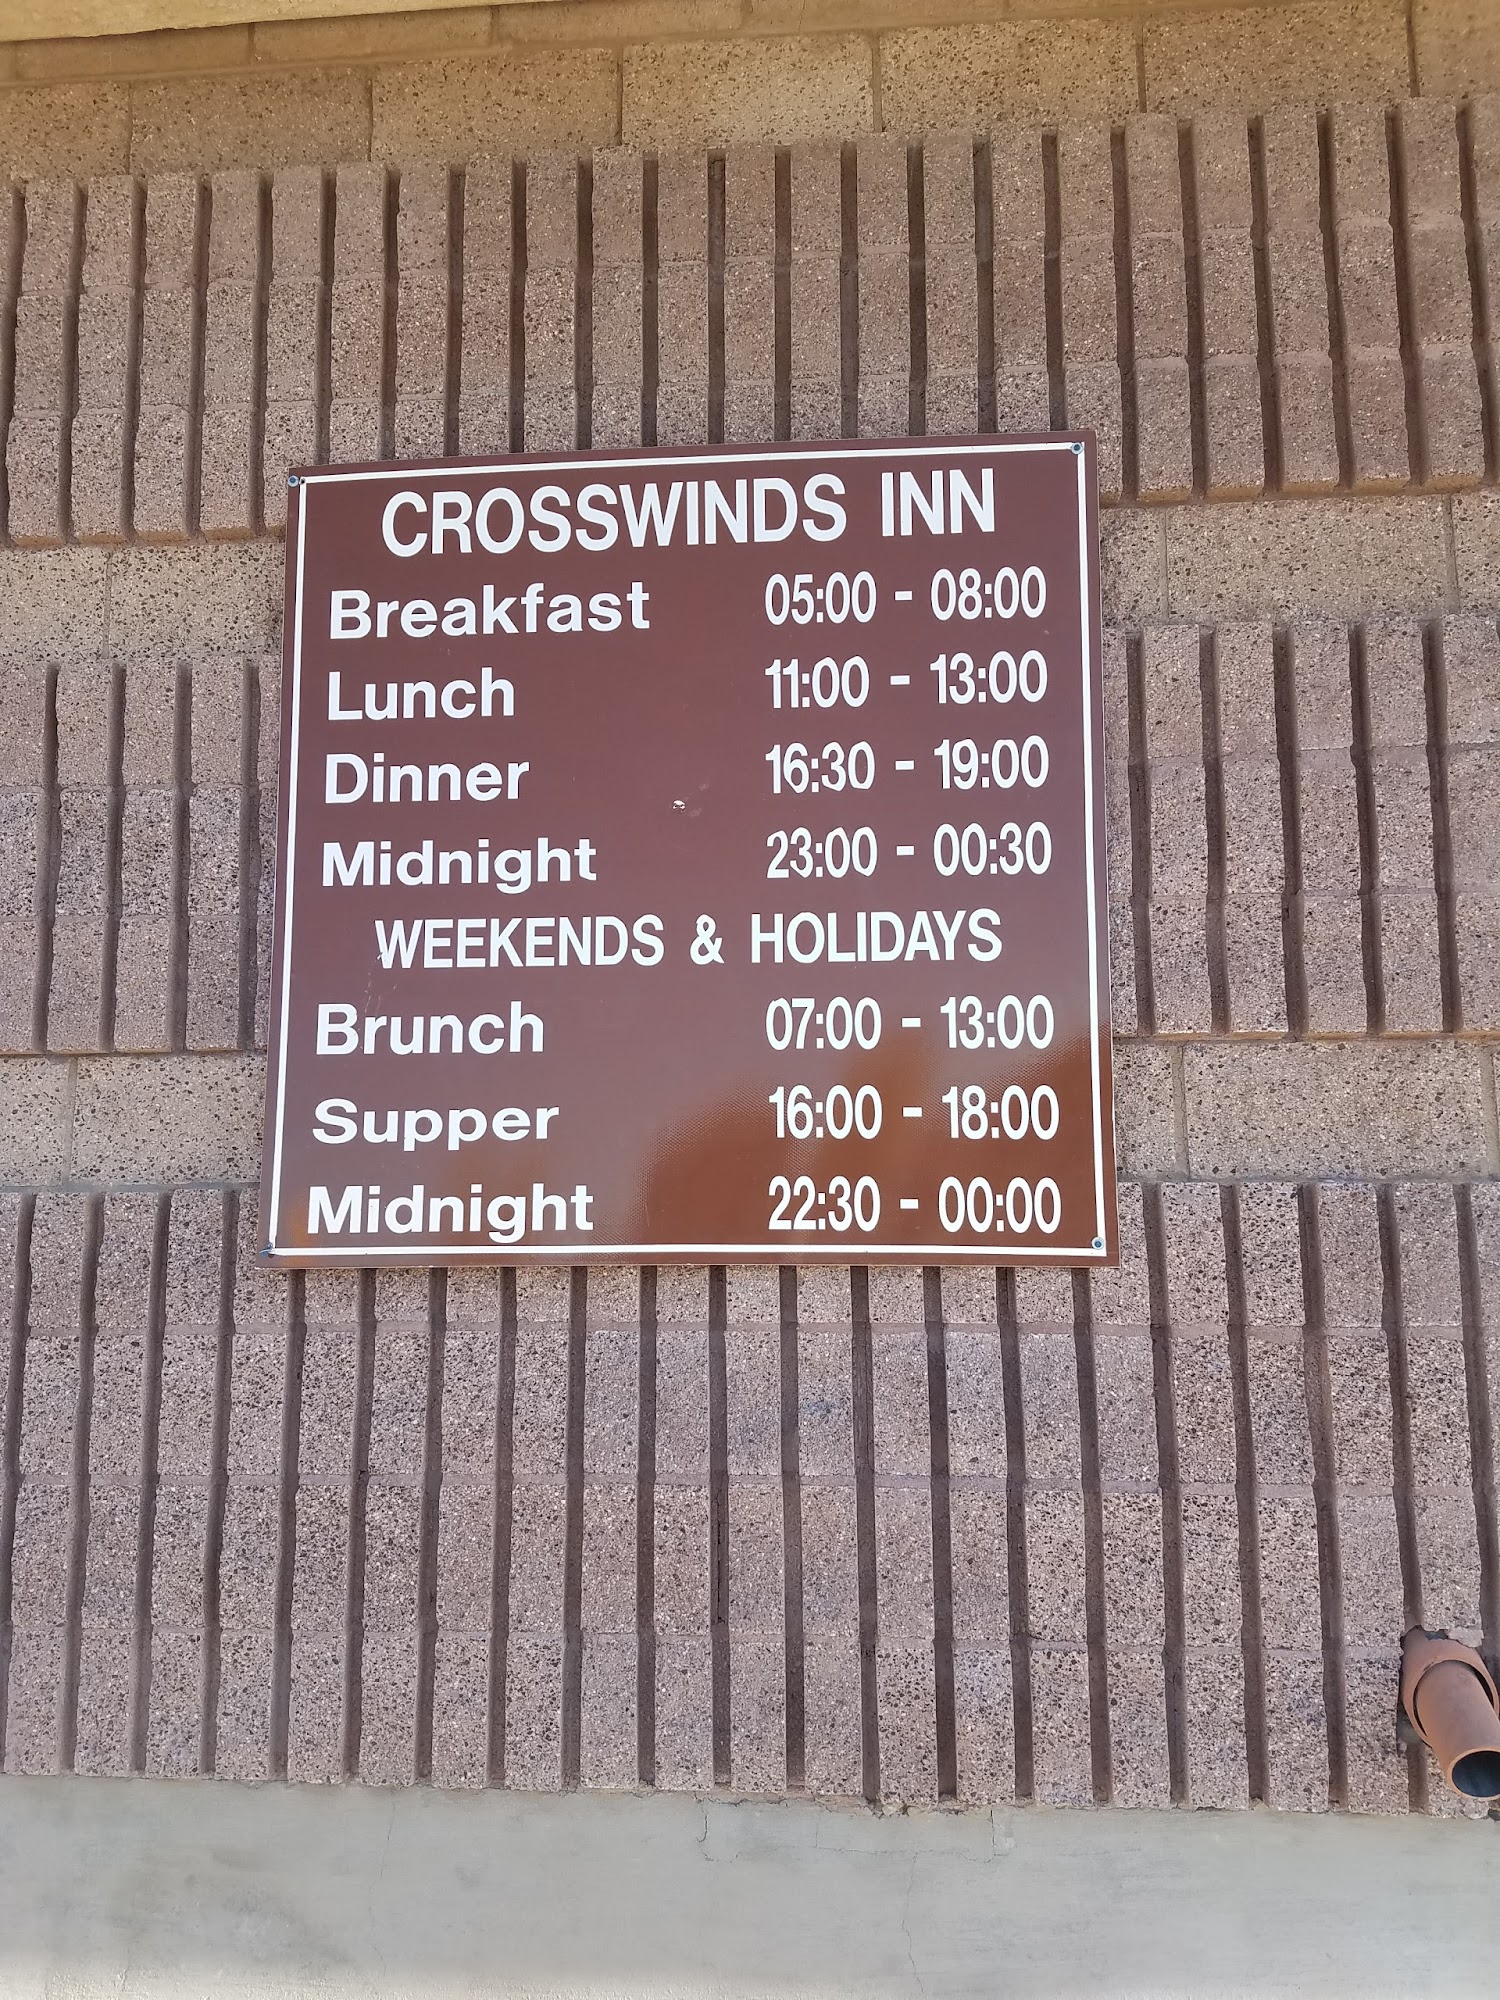 CROSSWINDS INN
Breakfast 05:00 - 08:00
Lunch 11:00 - 13:00
Dinner 16:30 - 19:00
Midnight 23:00 - 00:30
WEEKENDS & HOLIDAYS
Brunch 07:00 - 13:00
Supper 16:00 - 18:00
Midnight 22:30 - 00:00